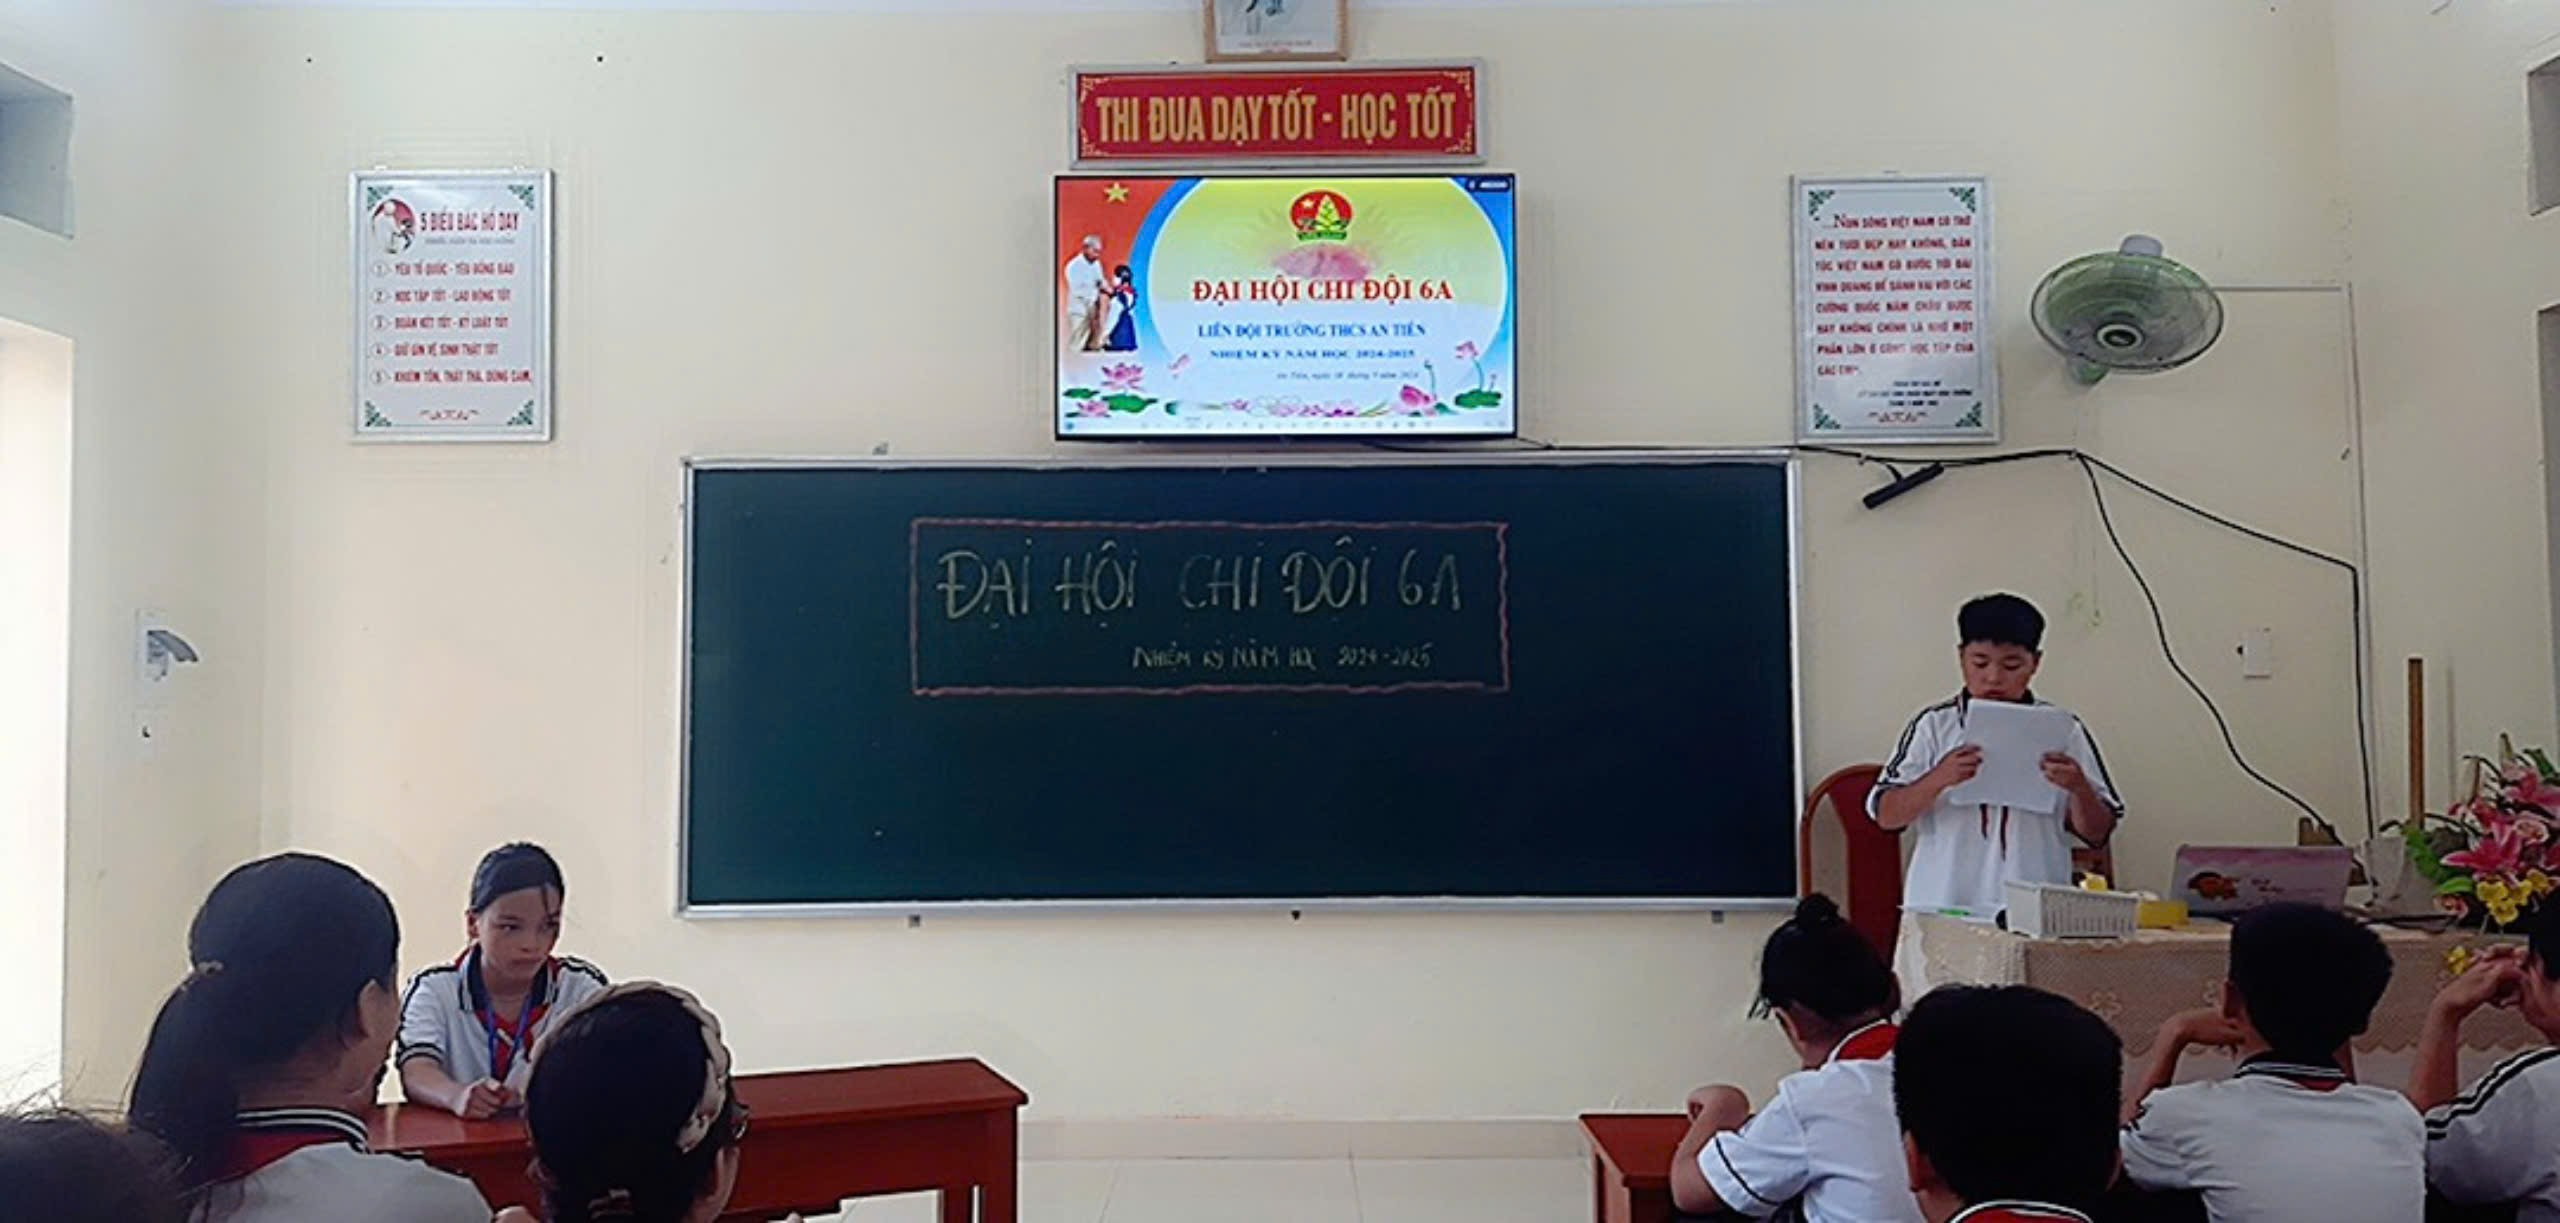 THI ĐUA DẠY TỐT - HỌC TỐT
5 ĐIỀU BÁC HỒ DẠY
1 - YÊU TỔ QUỐC - YÊU ĐỒNG BÀO
2 - HỌC TẬP TỐT - LAO ĐỘNG TỐT
3 - ĐOÀN KẾT TỐT - KỶ LUẬT TỐT
4 - GIỮ GÌN VỆ SINH THẬT TỐT
5 - KHIÊM TỐN, THẬT THÀ, DŨNG CẢM.
ĐẠI HỘI CHI ĐỘI 6A
LIÊN ĐỘI TRƯỜNG THCS AN TIẾN
NHIỆM KỲ NĂM HỌC 2024-2025
"...NON SÔNG VIỆT NAM CÓ TRỞ
NÊN TƯƠI ĐẸP HAY KHÔNG, DÂN
TỘC VIỆT NAM CÓ BƯỚC TỚI ĐÀI
VINH QUANG ĐỂ SÁNH VAI VỚI CÁC
CƯỜNG QUỐC NĂM CHÂU ĐƯỢC
HAY KHÔNG CHÍNH LÀ NHỜ MỘT
PHẦN LỚN Ở CÔNG HỌC TẬP CỦA
CÁC EM".
ĐẠI HỘI CHI ĐỘI 6A
NHIỆM KỲ NĂM HỌC 2024-2025